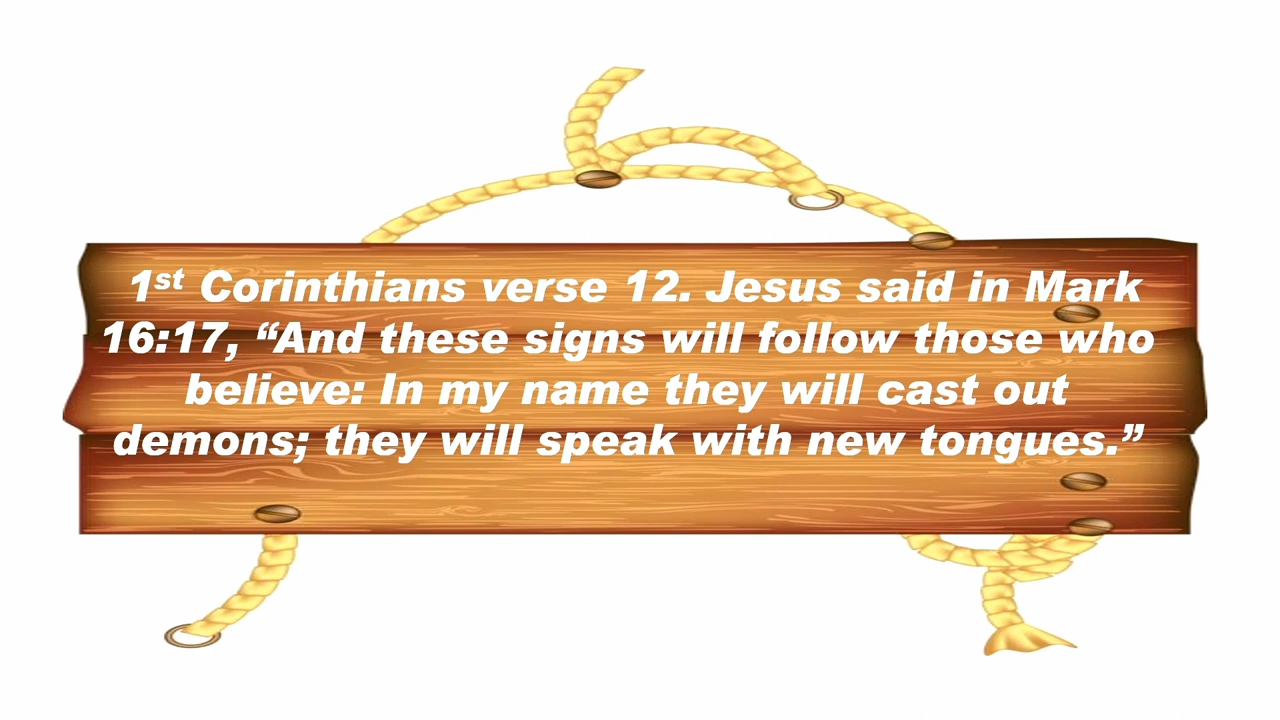 1st Corinthians verse 12. Jesus said in Mark
16:17, “And these signs will follow those who
believe: In my name they will cast out
demons; they will speak with new tongues.”